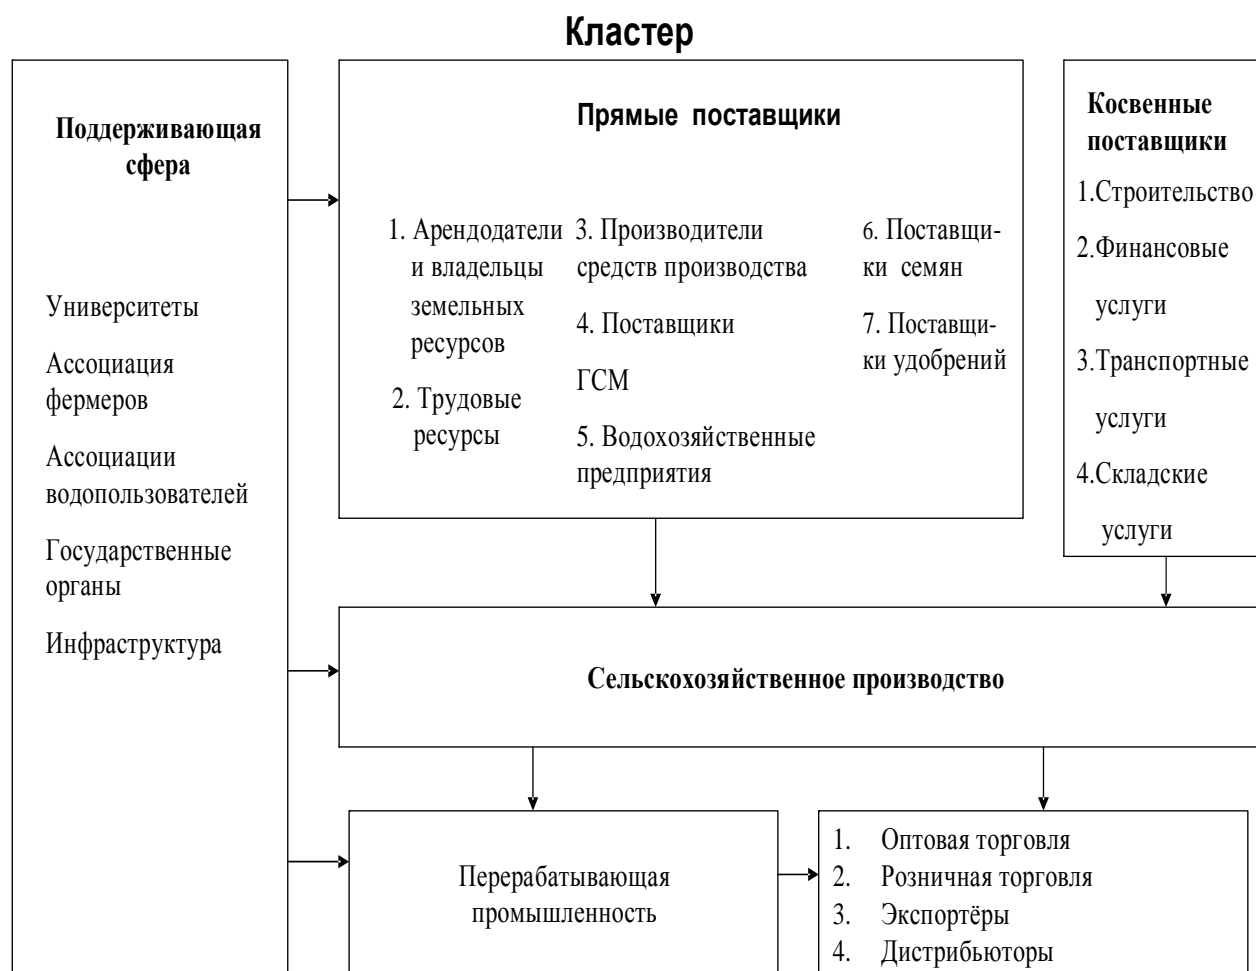 Кластер
Поддерживающая
сфера
Университеты
Ассоциация
фермеров
Ассоциации
водопользователей
Государственные
органы
Инфраструктура
Прямые поставщики
1. Арендодатели
и владельцы
земельных
ресурсов
2. Трудовые
ресурсы
3. Производители
средств производства
4. Поставщики
ГСМ
5. Водохозяйственные
предприятия
6. Поставщи-
ки семян
7. Поставщи-
ки удобрений
Косвенные
поставщики
1.Строительство
2.Финансовые
услуги
3.Транспортные
услуги
4.Складские
услуги
Сельскохозяйственное производство
Перерабатывающая
промышленность
1. Оптовая торговля
2. Розничная торговля
3. Экспортёры
4. Дистрибьюторы